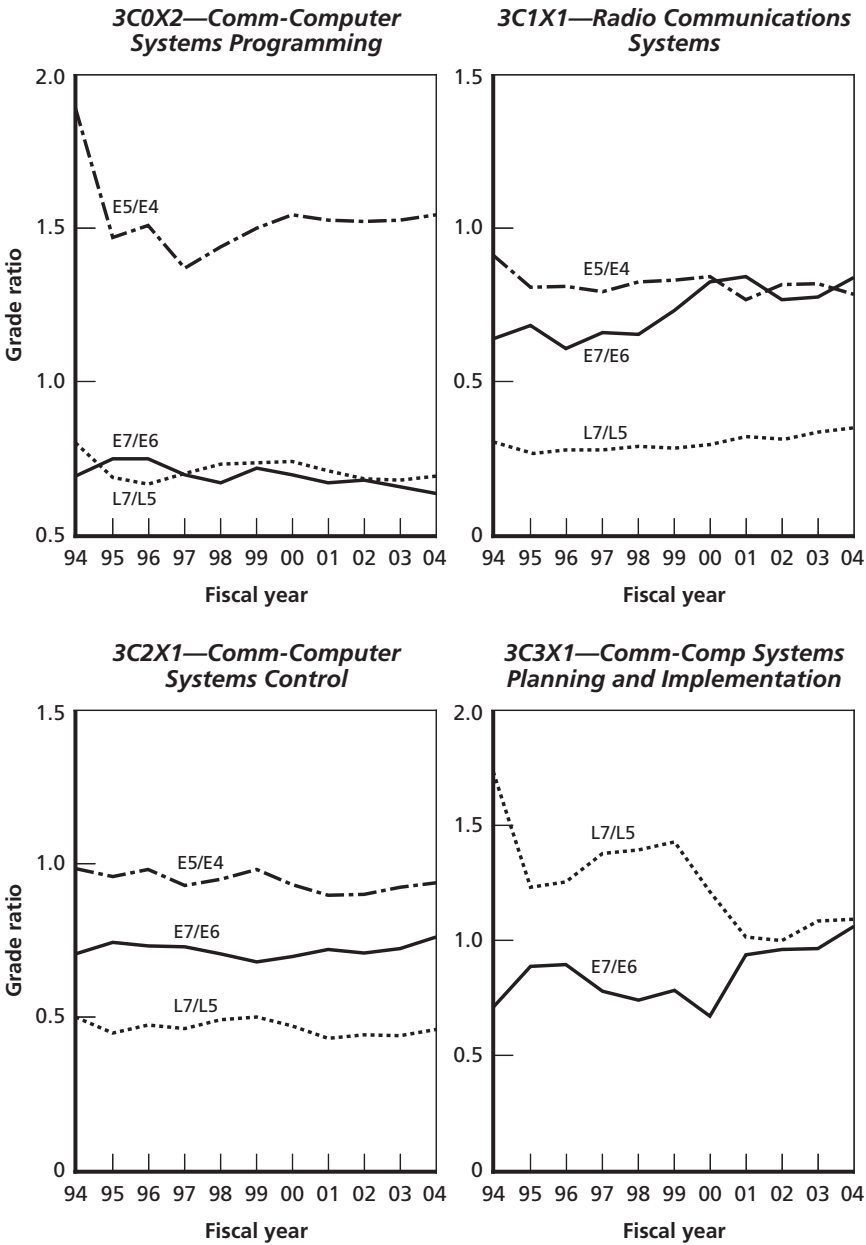 3C0X2—Comm-Computer
Systems Programming
2.0
1.5
1.0
0.5
Grade ratio
E5/E4
E7/E6
L7/L5
94 95 96 97 98 99 00 01 02 03 04
Fiscal year
3C1X1—Radio Communications
Systems
1.5
1.0
0.5
0
E5/E4
E7/E6
L7/L5
94 95 96 97 98 99 00 01 02 03 04
Fiscal year
3C2X1—Comm-Computer
Systems Control
1.5
1.0
0.5
0
Grade ratio
E5/E4
E7/E6
L7/L5
94 95 96 97 98 99 00 01 02 03 04
Fiscal year
3C3X1—Comm-Comp Systems
Planning and Implementation
2.0
1.5
1.0
0.5
0
L7/L5
E7/E6
94 95 96 97 98 99 00 01 02 03 04
Fiscal year